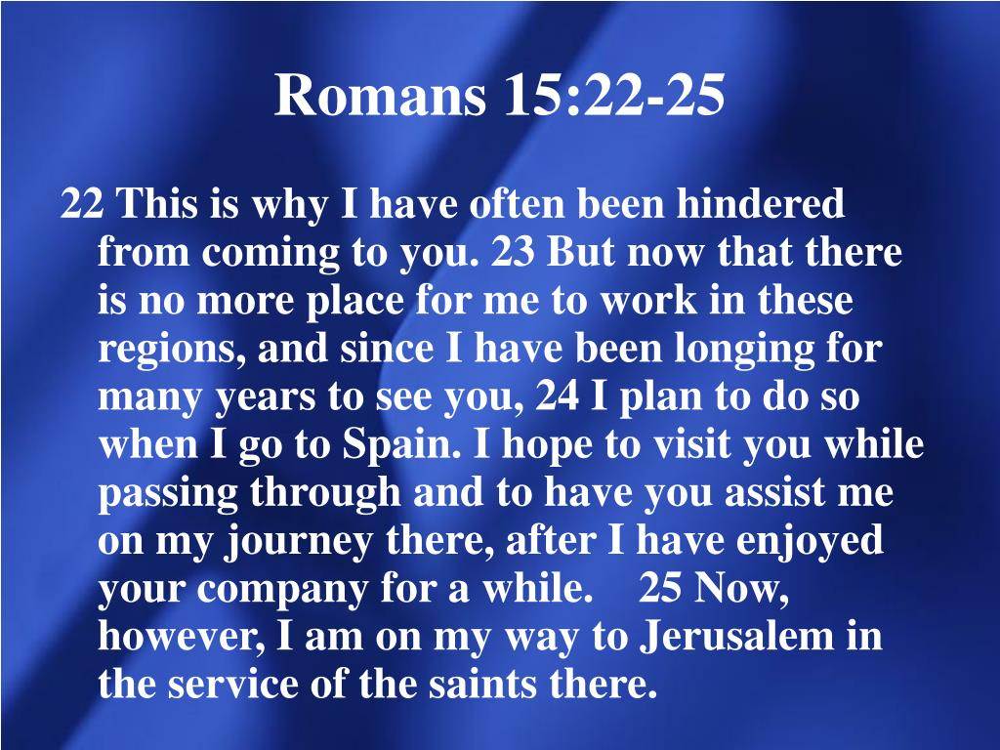 Romans 15:22-25
22 This is why I have often been hindered
from coming to you. 23 But now that there
is no more place for me to work in these
regions, and since I have been longing for
many years to see you, 24 I plan to do so
when I go to Spain. I hope to visit you while
passing through and to have you assist me
on my journey there, after I have enjoyed
your company for a while. 25 Now,
however, I am on my way to Jerusalem in
the service of the saints there.